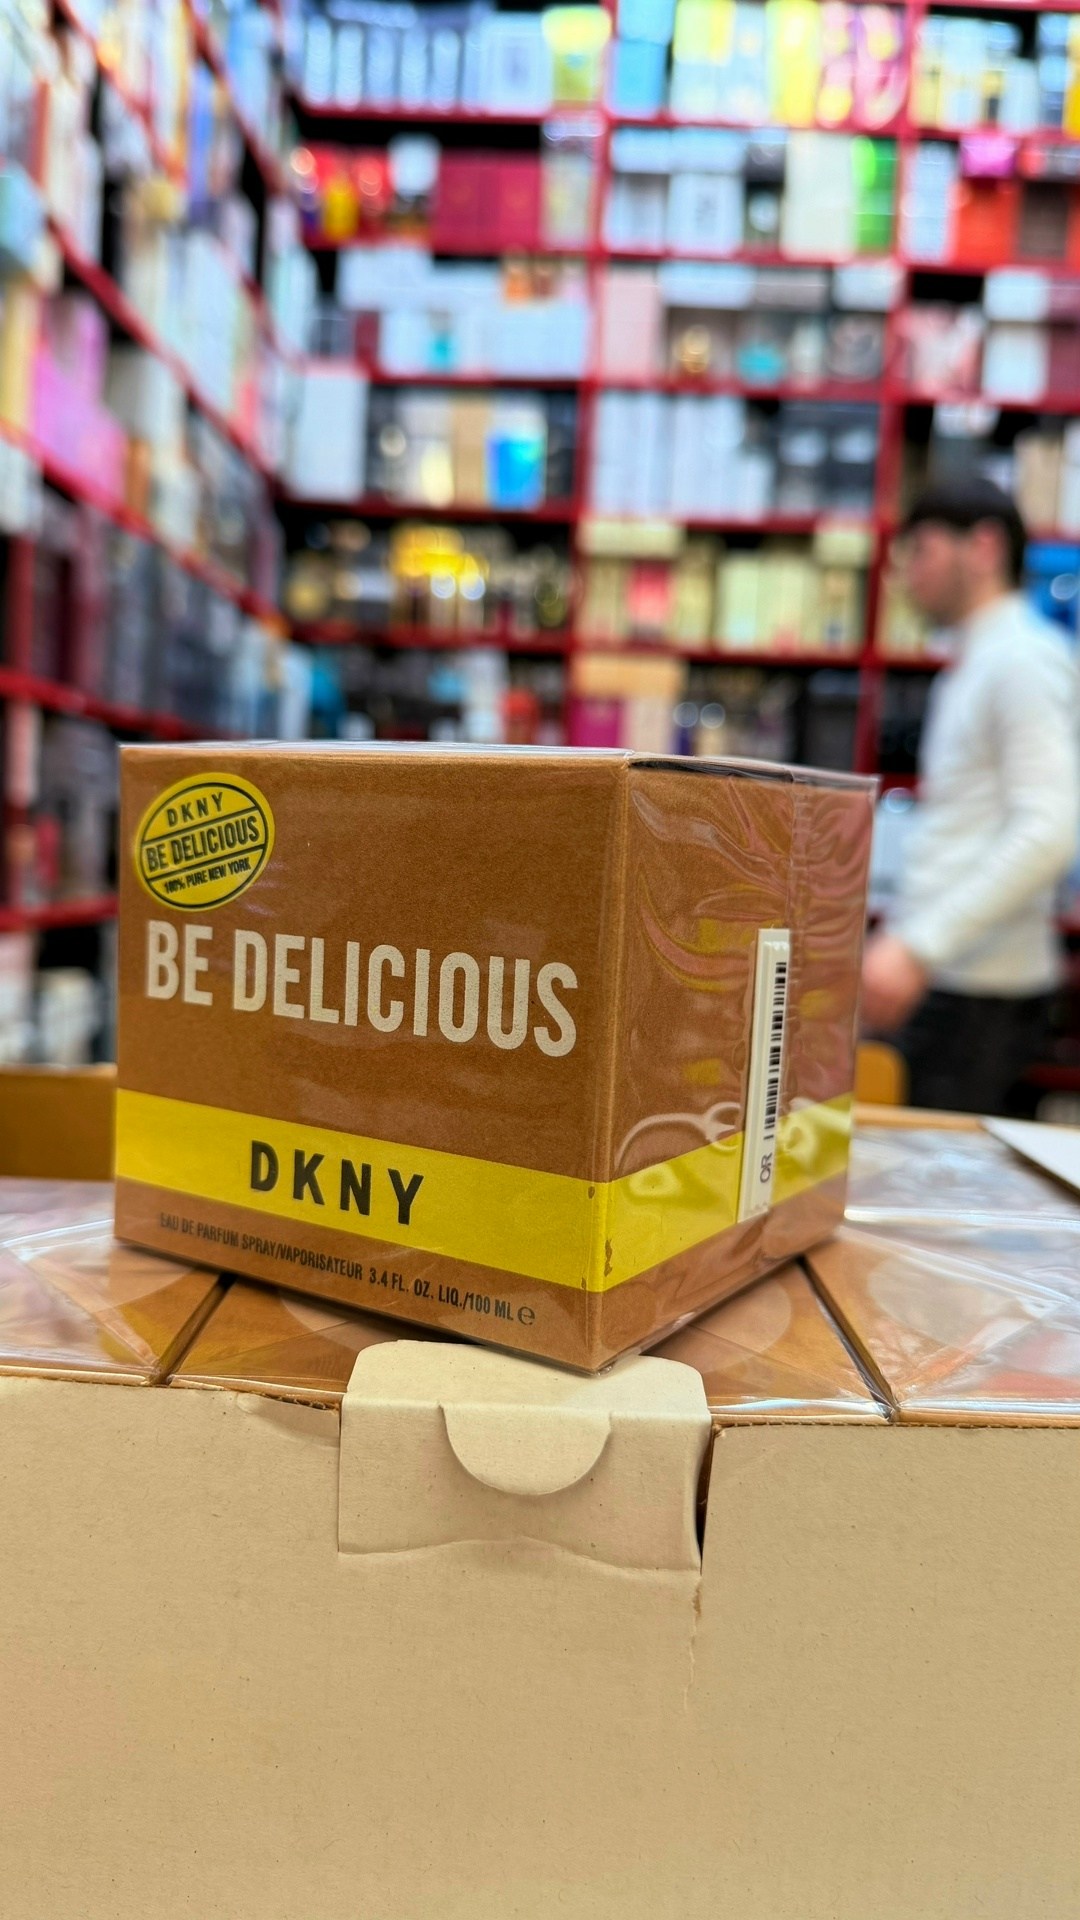 DKNY
BE DELICIOUS
100% PURE NEW YORK
BE DELICIOUS
DKNY
EAU DE PARFUM SPRAY/VAPORISATEUR 3.4 FL. OZ. LIQ./100 ML ℮
QR